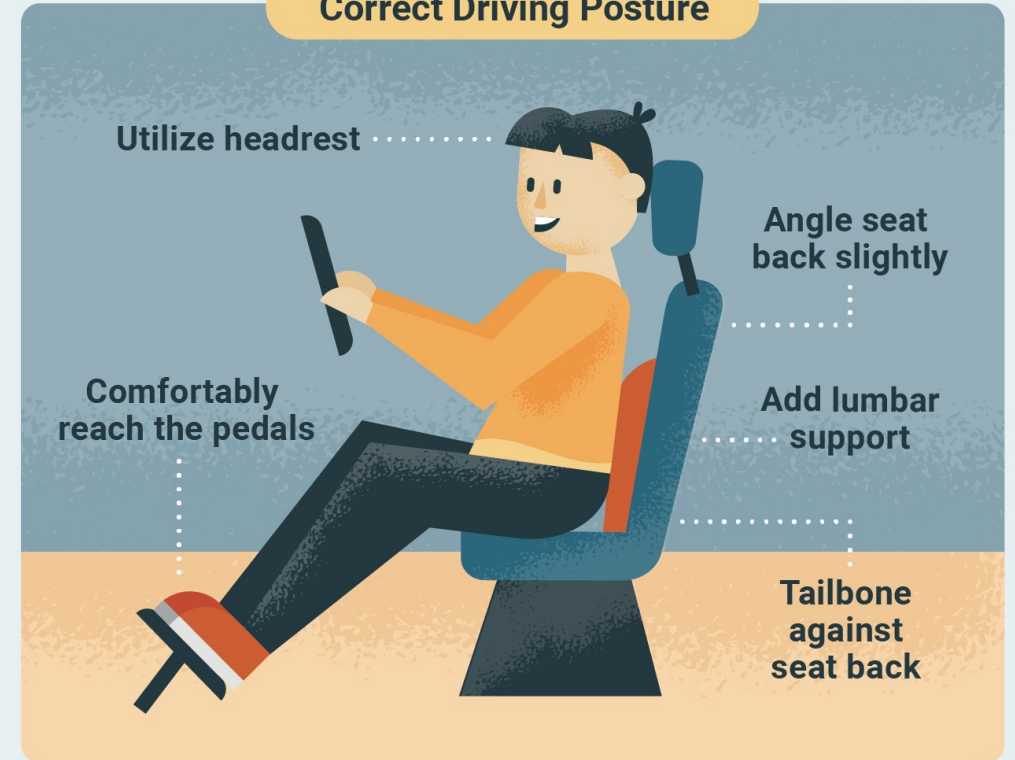 Correct Driving Posture
Utilize headrest
Angle seat
back slightly
Comfortably
reach the pedals
Add lumbar
support
Tailbone
against
seat back